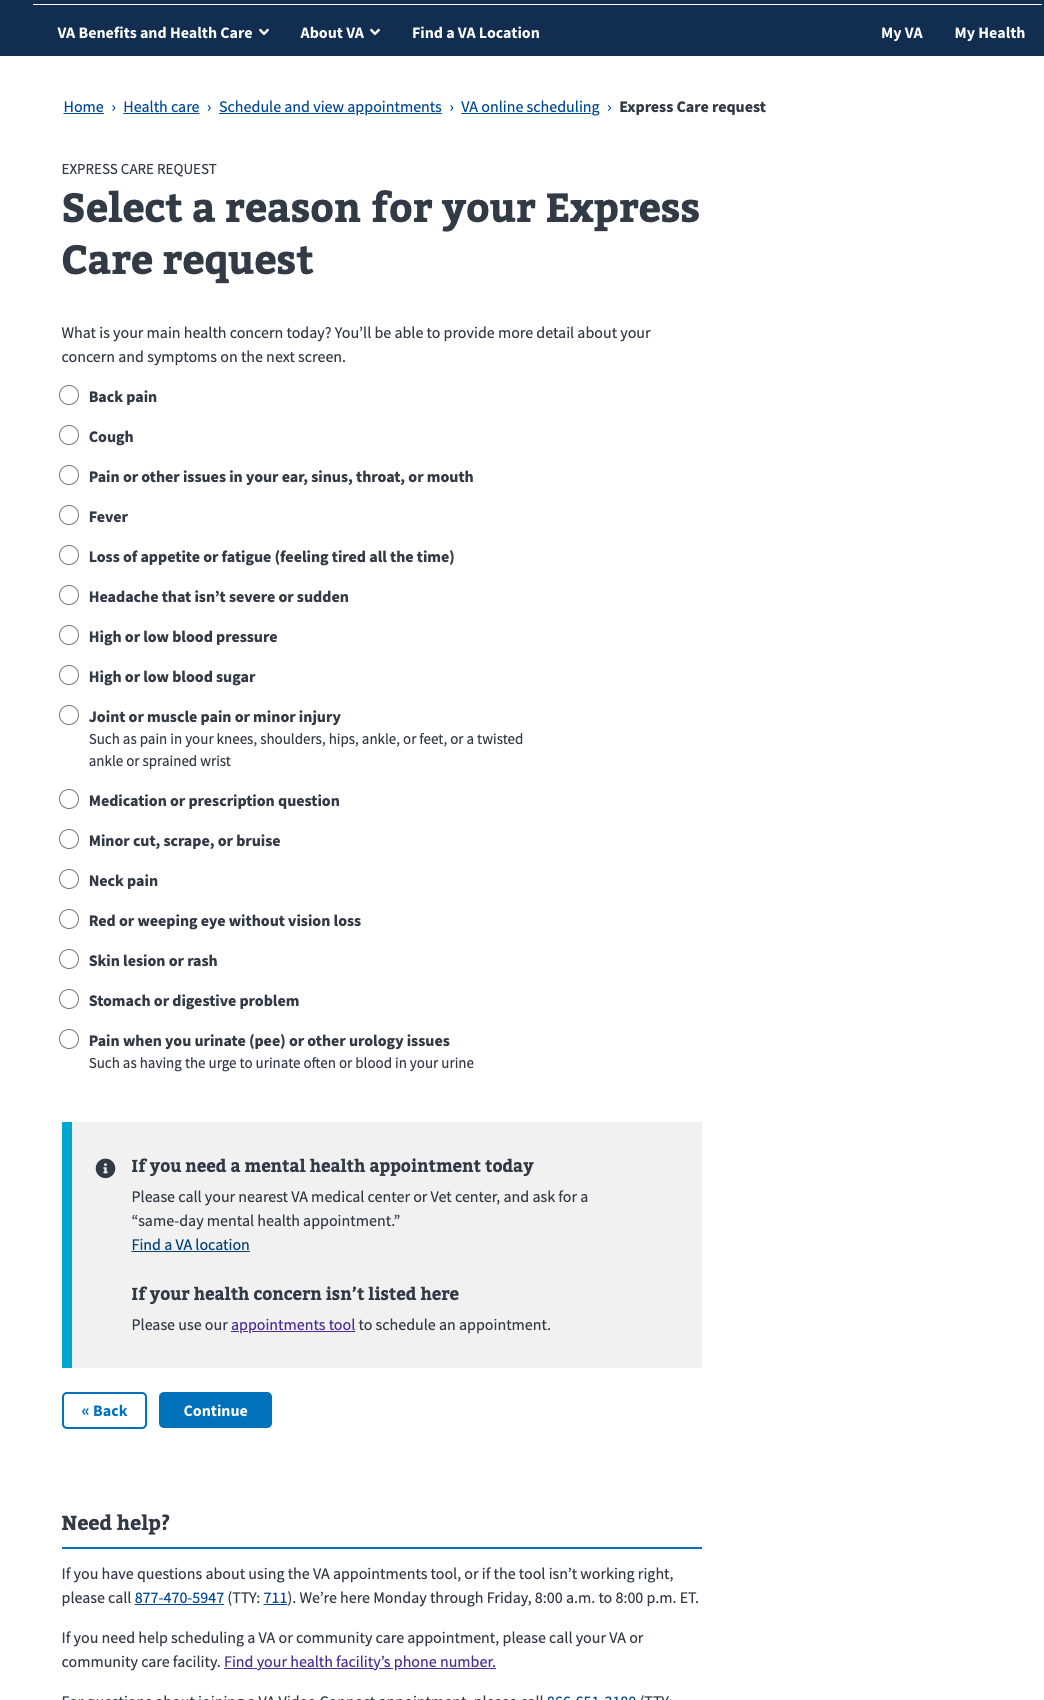 VA Benefits and Health Care About VA Find a VA Location My VA My Health
Home › Health care › Schedule and view appointments › VA online scheduling › Express Care request
EXPRESS CARE REQUEST
Select a reason for your Express
Care request
What is your main health concern today? You’ll be able to provide more detail about your
concern and symptoms on the next screen.
Back pain
Cough
Pain or other issues in your ear, sinus, throat, or mouth
Fever
Loss of appetite or fatigue (feeling tired all the time)
Headache that isn’t severe or sudden
High or low blood pressure
High or low blood sugar
Joint or muscle pain or minor injury
Such as pain in your knees, shoulders, hips, ankle, or feet, or a twisted
ankle or sprained wrist
Medication or prescription question
Minor cut, scrape, or bruise
Neck pain
Red or weeping eye without vision loss
Skin lesion or rash
Stomach or digestive problem
Pain when you urinate (pee) or other urology issues
Such as having the urge to urinate often or blood in your urine
If you need a mental health appointment today
Please call your nearest VA medical center or Vet center, and ask for a
“same-day mental health appointment.”
Find a VA location
If your health concern isn’t listed here
Please use our appointments tool to schedule an appointment.
« Back Continue
Need help?
If you have questions about using the VA appointments tool, or if the tool isn’t working right,
please call 877-470-5947 (TTY: 711). We’re here Monday through Friday, 8:00 a.m. to 8:00 p.m. ET.
If you need help scheduling a VA or community care appointment, please call your VA or
community care facility. Find your health facility’s phone number.
For questions about joining a VA Video Connect appointment, please call 866-651-3180 (TTY: